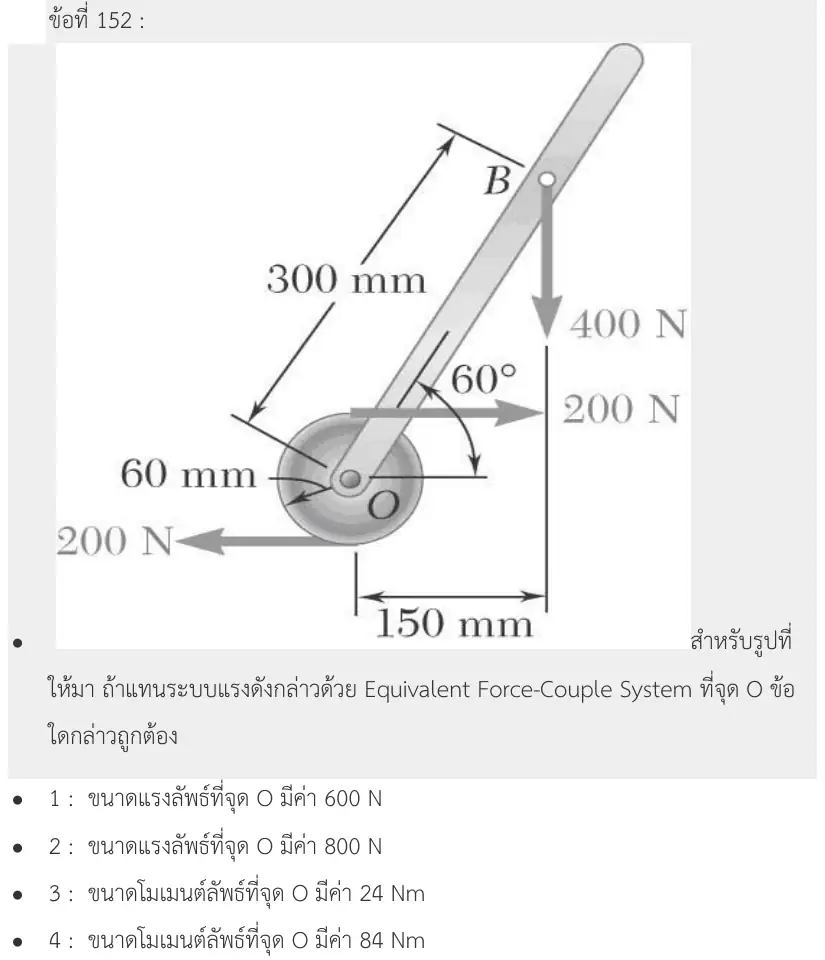 ข้อที่ 152 :
B
300 mm
400 N
60°
200 N
60 mm
O
200 N
150 mm
สำหรับรูปที่
ให้มา ถ้าแทนระบบแรงดังกล่าวด้วย Equivalent Force-Couple System ที่จุด O ข้อ
ใดกล่าวถูกต้อง
1 : ขนาดแรงลัพธ์ที่จุด O มีค่า 600 N
2 : ขนาดแรงลัพธ์ที่จุด O มีค่า 800 N
3 : ขนาดโมเมนต์ลัพธ์ที่จุด O มีค่า 24 Nm
4 : ขนาดโมเมนต์ลัพธ์ที่จุด O มีค่า 84 Nm